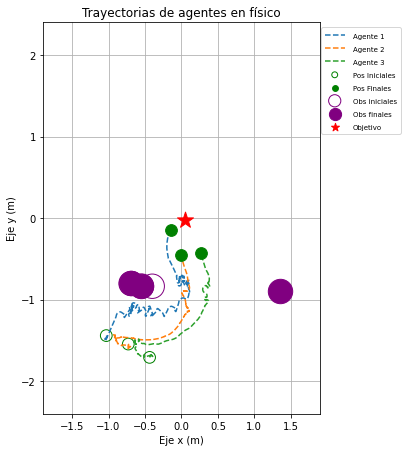 Trayectorias de agentes en físico
Agente 1
Agente 2
Agente 3
Pos Iniciales
Pos Finales
Obs Iniciales
Obs finales
Objetivo
Eje y (m)
2
1
0
−1
−2
−1.5
−1.0
−0.5
0.0
0.5
1.0
1.5
Eje x (m)